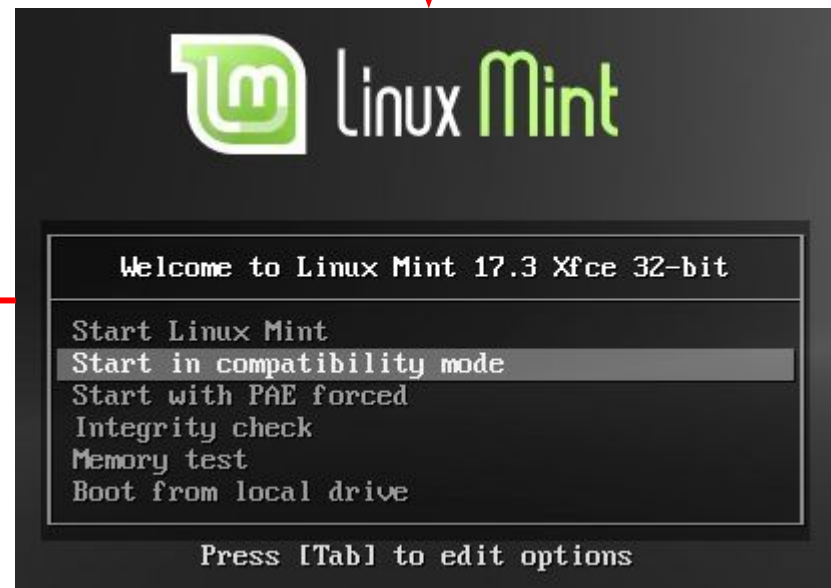 lm Linux Mint
Welcome to Linux Mint 17.3 Xfce 32-bit
Start Linux Mint
Start in compatibility mode
Start with PAE forced
Integrity check
Memory test
Boot from local drive
Press [Tab] to edit options